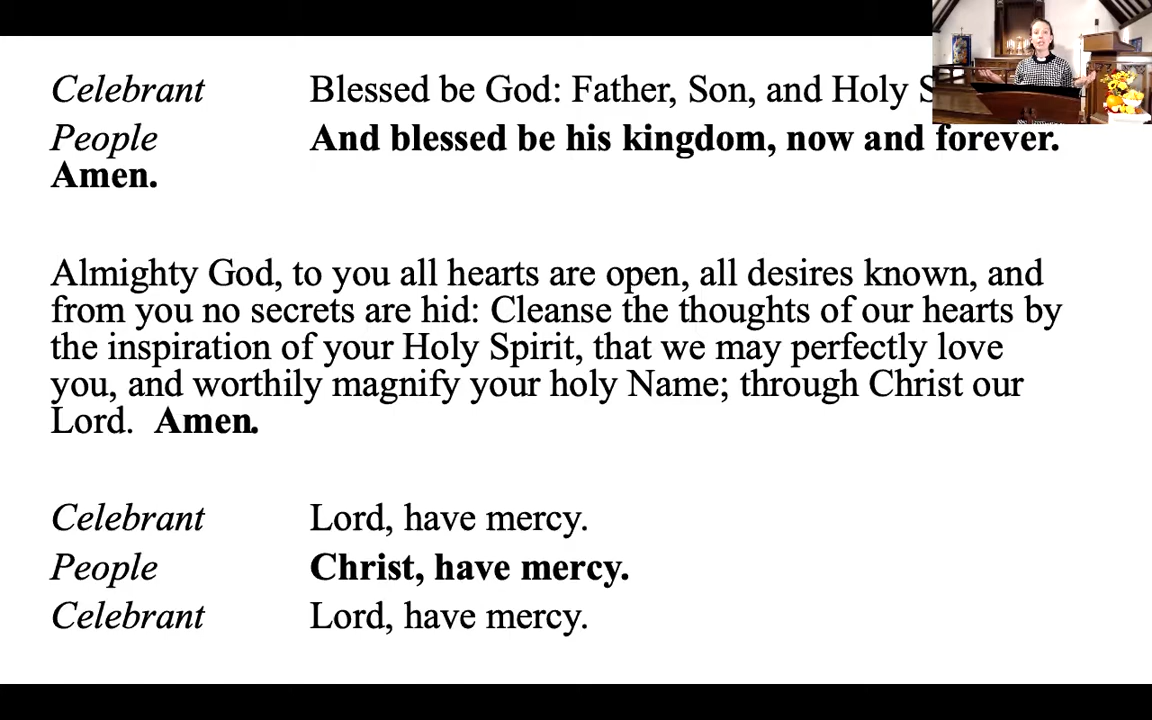 Celebrant Blessed be God: Father, Son, and Holy
People And blessed be his kingdom, now and forever.
Amen.
Almighty God, to you all hearts are open, all desires known, and
from you no secrets are hid: Cleanse the thoughts of our hearts by
the inspiration of your Holy Spirit, that we may perfectly love
you, and worthily magnify your holy Name; through Christ our
Lord. Amen.
Celebrant Lord, have mercy.
People Christ, have mercy.
Celebrant Lord, have mercy.